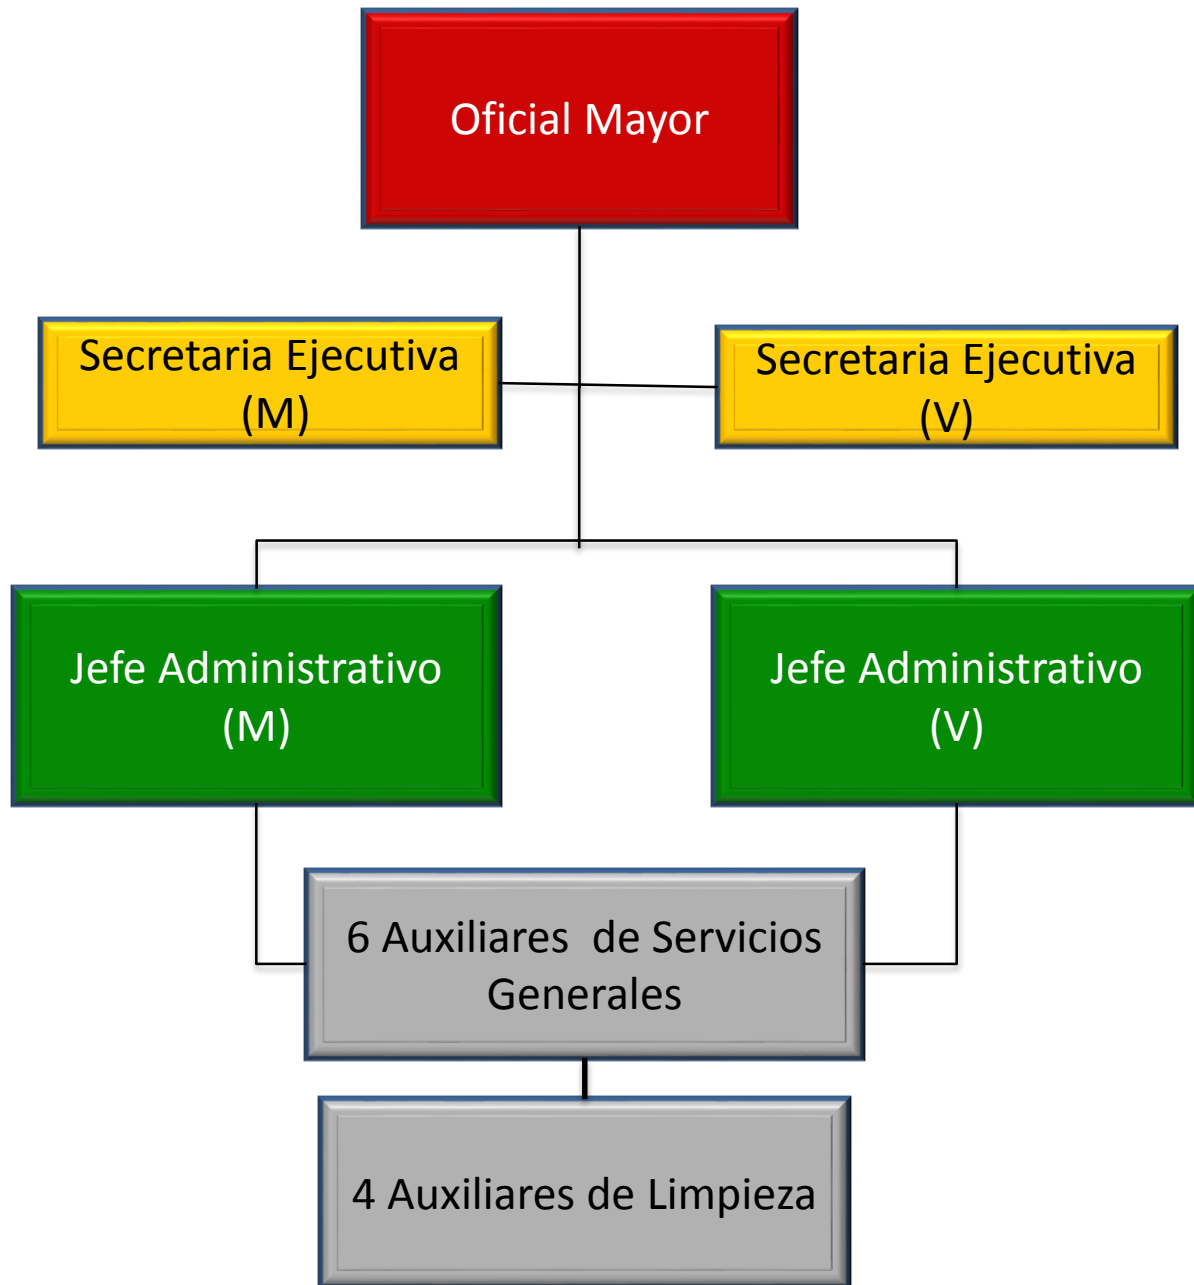 Oficial Mayor
Secretaria Ejecutiva
(M)
Secretaria Ejecutiva
(V)
Jefe Administrativo
(M)
Jefe Administrativo
(V)
6 Auxiliares  de Servicios
Generales
4 Auxiliares de Limpieza